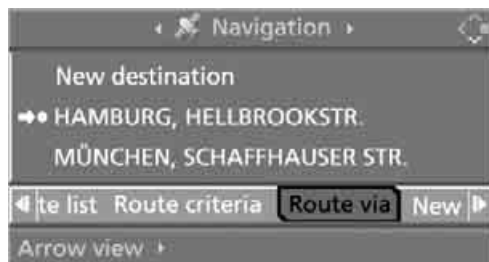 Navigation
New destination
HAMBURG, HELLBROOKSTR.
MÜNCHEN, SCHAFFHAUSER STR.
te list Route criteria Route via New
Arrow view